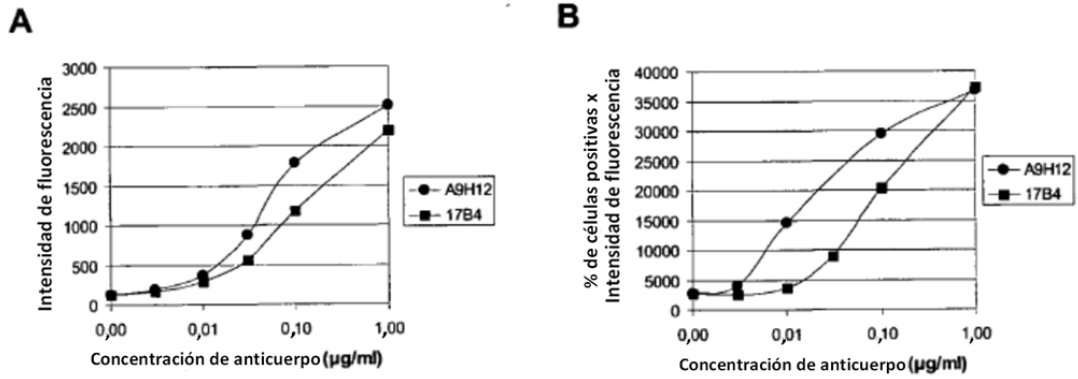 A
Intensidad de fluorescencia
3000
2500
2000
1500
1000
500
0
0,00 0,01 0,10 1,00
Concentración de anticuerpo (µg/ml)
A9H12
17B4
B
% de células positivas x
Intensidad de fluorescencia
40000
35000
30000
25000
20000
15000
10000
5000
0
0,00 0,01 0,10 1,00
Concentración de anticuerpo (µg/ml)
A9H12
17B4